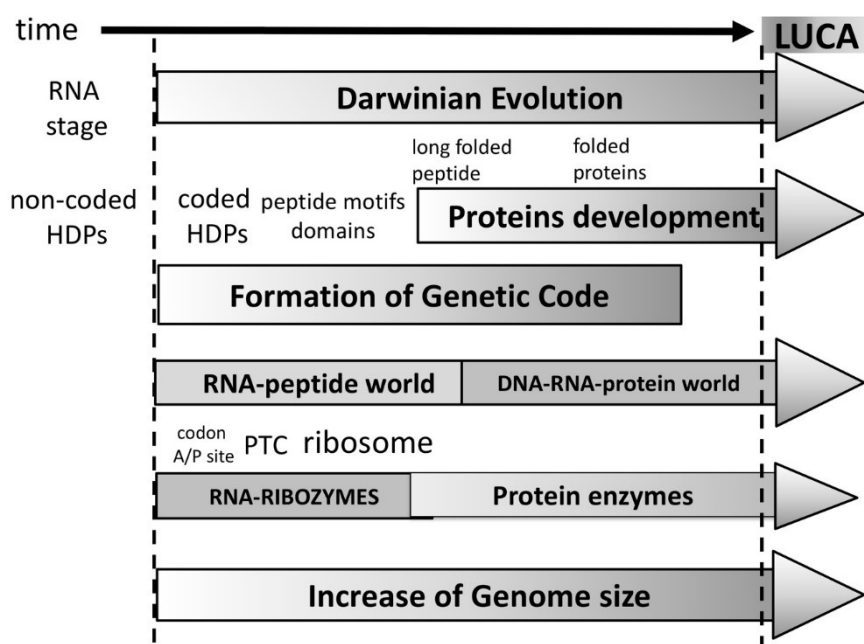 time
LUCA
RNA
stage
Darwinian Evolution
long folded
peptide
folded
proteins
non-coded
HDPs
coded
HDPs
peptide motifs
domains
Proteins development
Formation of Genetic Code
RNA-peptide world
DNA-RNA-protein world
codon
A/P site
PTC
ribosome
RNA-RIBOZYMES
Protein enzymes
Increase of Genome size